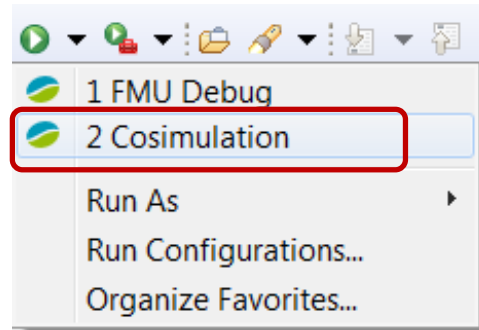 1 FMU Debug
2 Cosimulation
Run As
Run Configurations...
Organize Favorites...